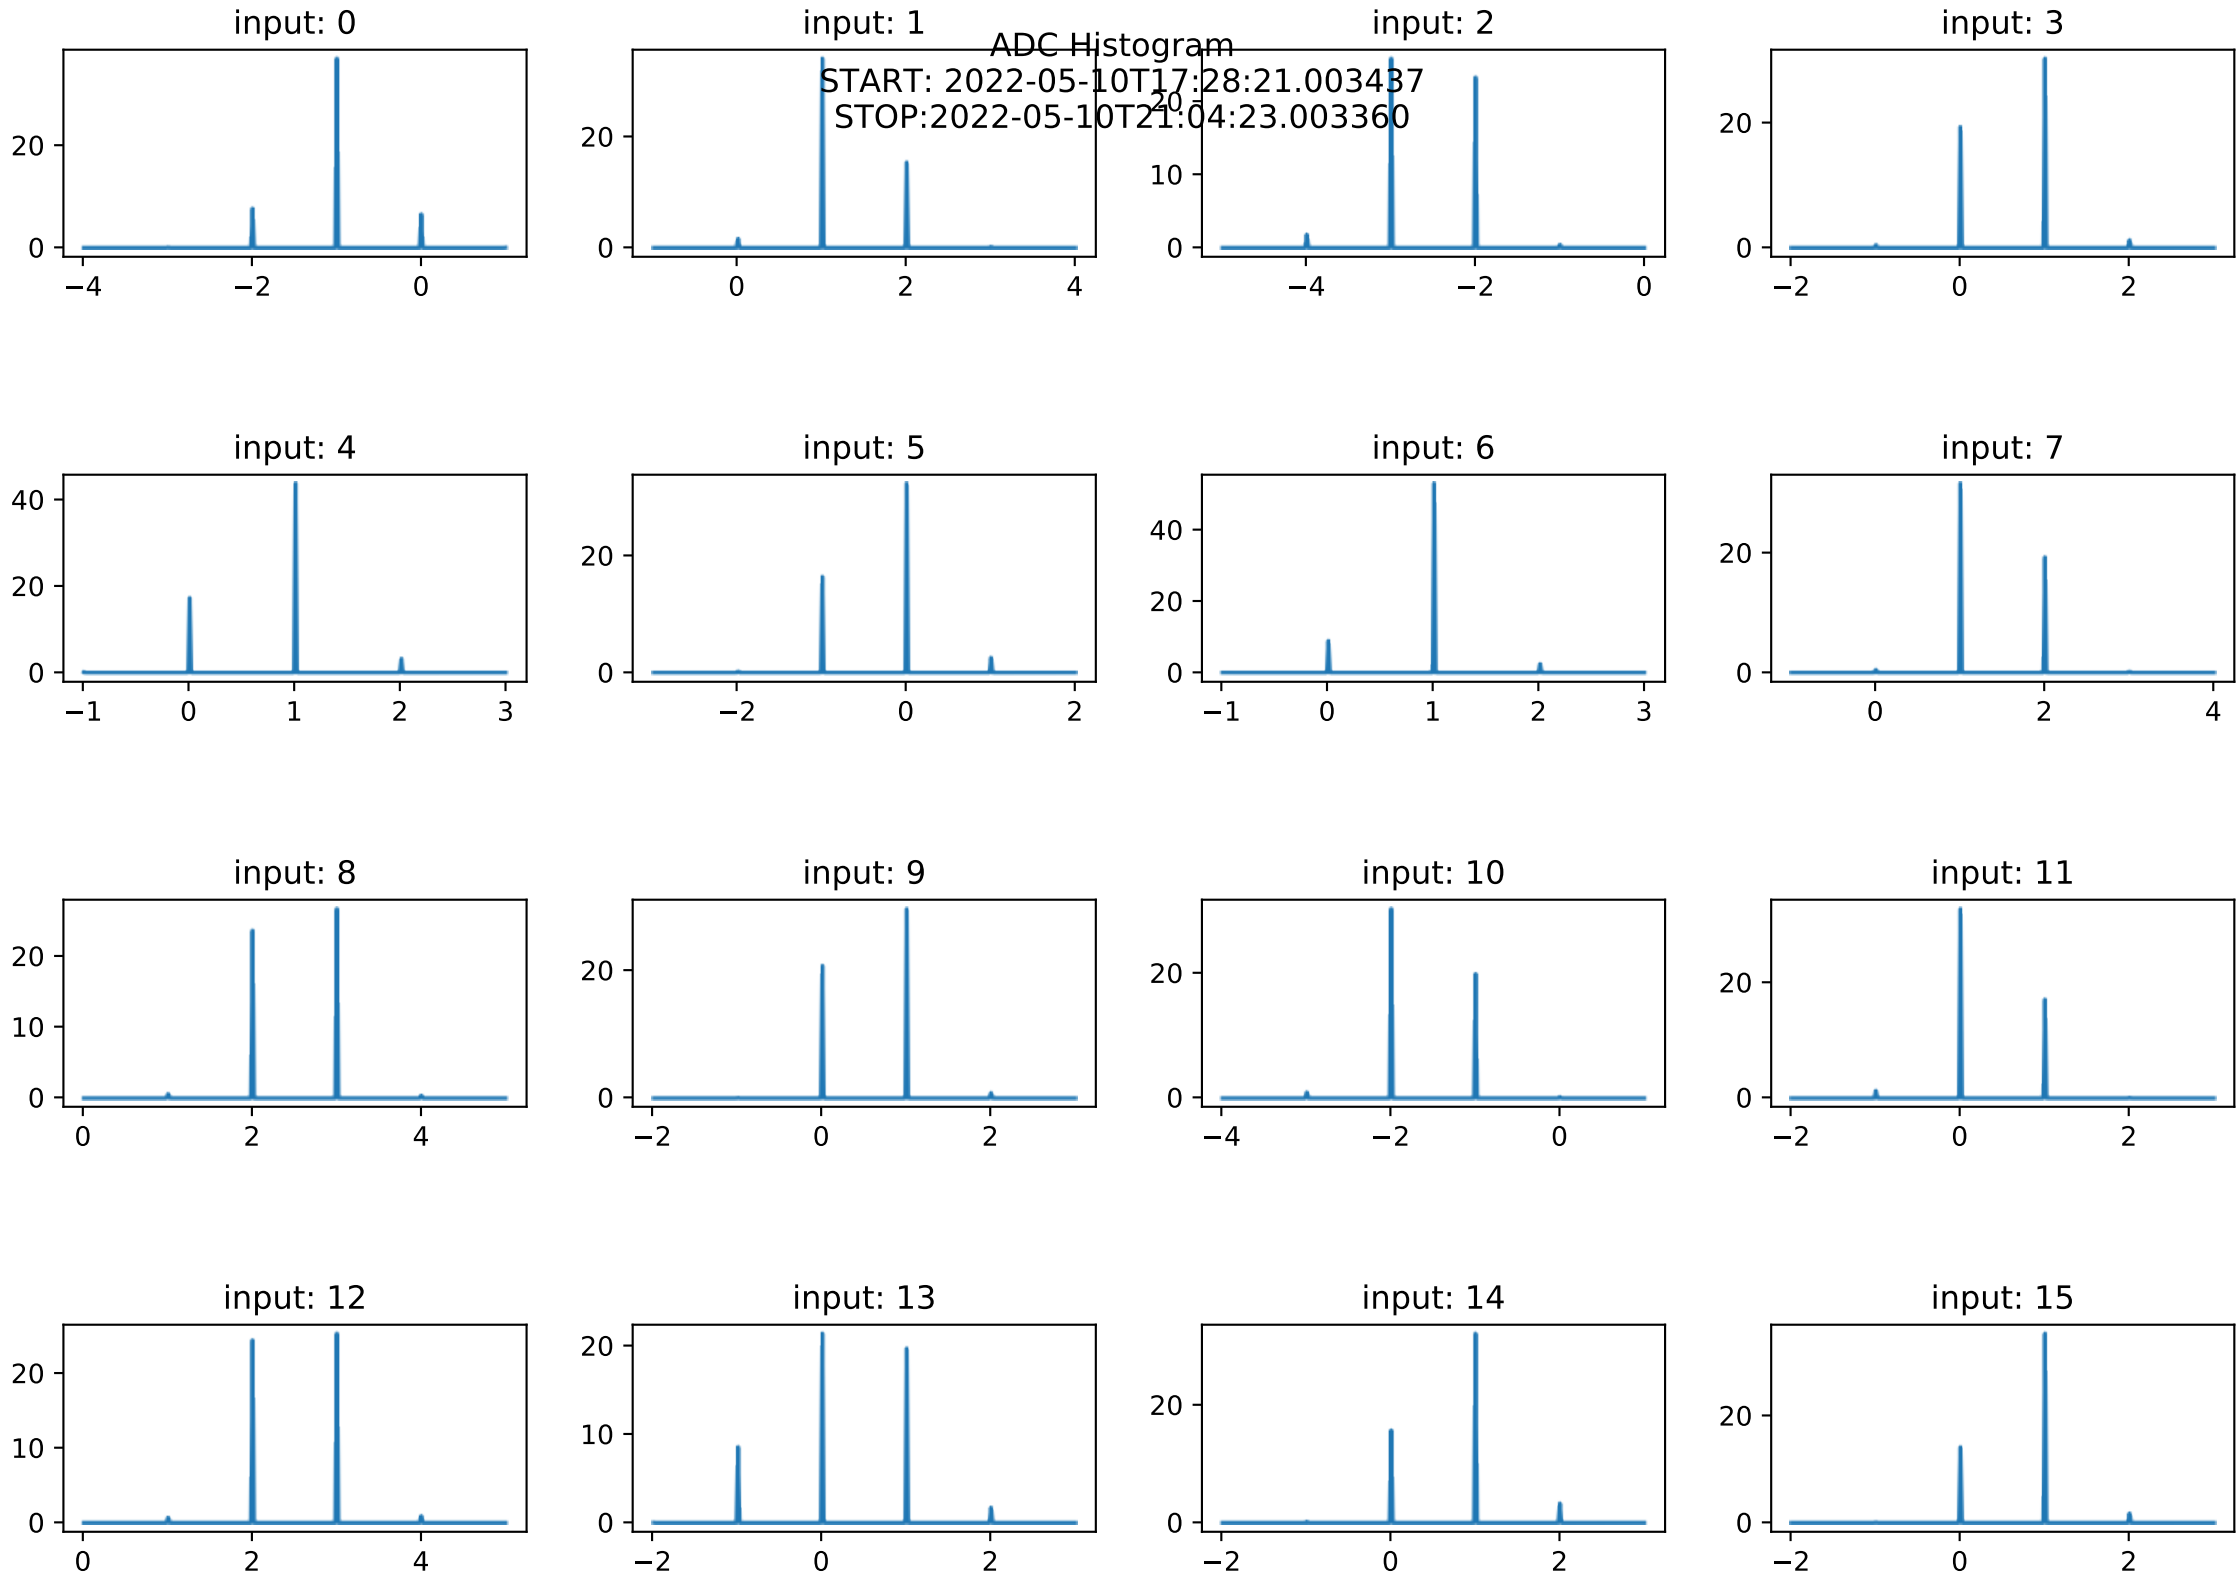 ADC Histogram
START: 2022-05-10T17:28:21.003437
STOP:2022-05-10T21:04:23.003360
input: 0
20
0
−4 −2 0
input: 1
20
0
0 2 4
input: 2
20
10
0
−4 −2 0
input: 3
20
0
−2 0 2
input: 4
40
20
0
−1 0 1 2 3
input: 5
20
0
−2 0 2
input: 6
40
20
0
−1 0 1 2 3
input: 7
20
0
0 2 4
input: 8
20
10
0
0 2 4
input: 9
20
0
−2 0 2
input: 10
20
0
−4 −2 0
input: 11
20
0
−2 0 2
input: 12
20
10
0
0 2 4
input: 13
20
10
0
−2 0 2
input: 14
20
0
−2 0 2
input: 15
20
0
−2 0 2